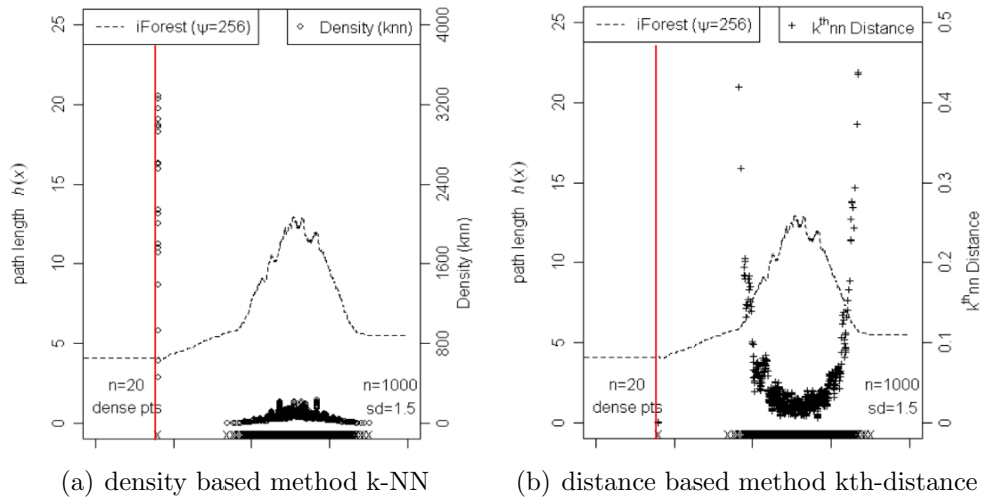 iForest (ψ=256)
Density (knn)
25
20
15
10
5
0
path length h(x)
4000
3200
2400
1600
800
0
Density (knn)
n=20
dense pts
n=1000
sd=1.5
(a) density based method k-NN
iForest (ψ=256)
kᵗʰnn Distance
25
20
15
10
5
0
path length h(x)
0.5
0.4
0.3
0.2
0.1
0.0
kᵗʰnn Distance
n=20
dense pts
n=1000
sd=1.5
(b) distance based method kth-distance